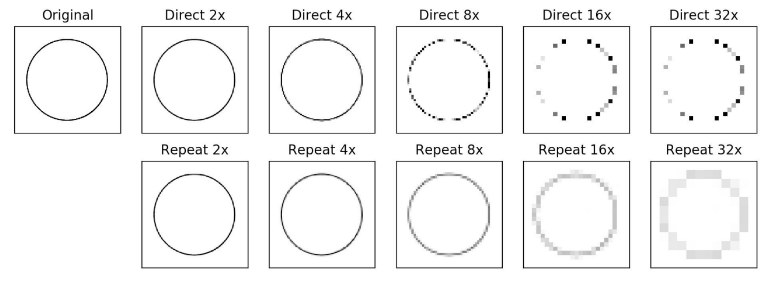 Original Direct 2x Direct 4x Direct 8x Direct 16x Direct 32x
Repeat 2x Repeat 4x Repeat 8x Repeat 16x Repeat 32x